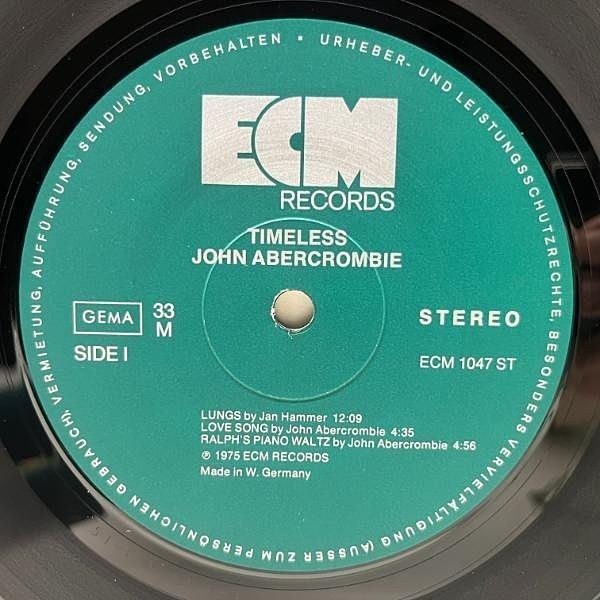 ECM
RECORDS
TIMELESS
JOHN ABERCROMBIE
GEMA
33
M
SIDE I
STEREO
ECM 1047 ST
LUNGS by Jan Hammer 12:09
LOVE SONG by John Abercrombie 4:35
RALPH'S PIANO WALTZ by John Abercrombie 4:56
℗ 1975 ECM RECORDS
Made in W. Germany
• URHEBER- UND LEISTUNGSSCHUTZRECHTE, BESONDERS VERVIELFÄLTIGUNG (AUSSER ZUM PERSÖNLICHEN GEBRAUCH), VERMIETUNG, AUFFÜHRUNG, SENDUNG, VORBEHALTEN